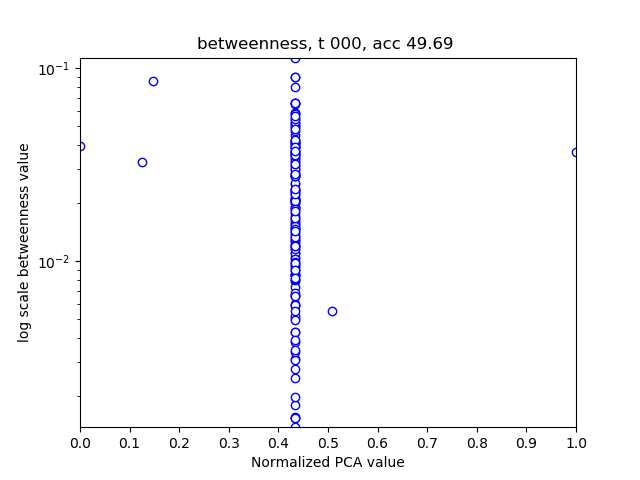 betweenness, t 000, acc 49.69
10⁻¹
10⁻²
log scale betweenness value
0.0 0.1 0.2 0.3 0.4 0.5 0.6 0.7 0.8 0.9 1.0
Normalized PCA value